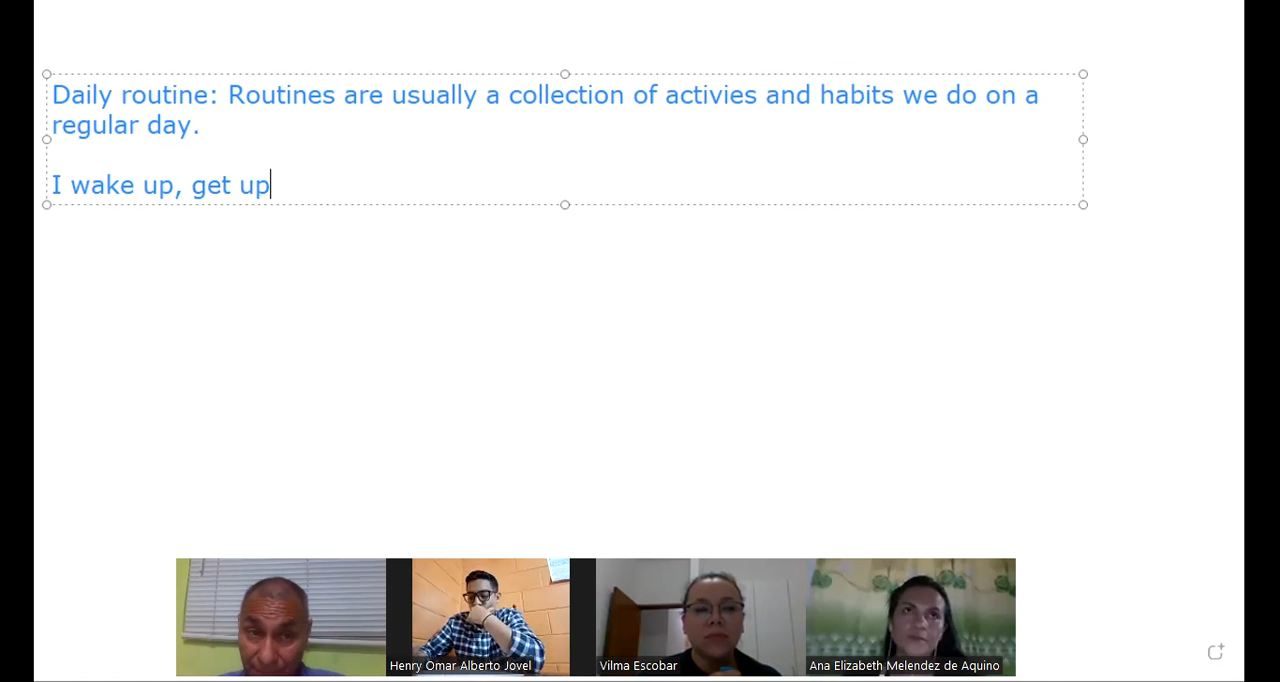 Daily routine: Routines are usually a collection of activies and habits we do on a
regular day.
I wake up, get up
Henry Omar Alberto Jovel
Vilma Escobar
Ana Elizabeth Melendez de Aquino